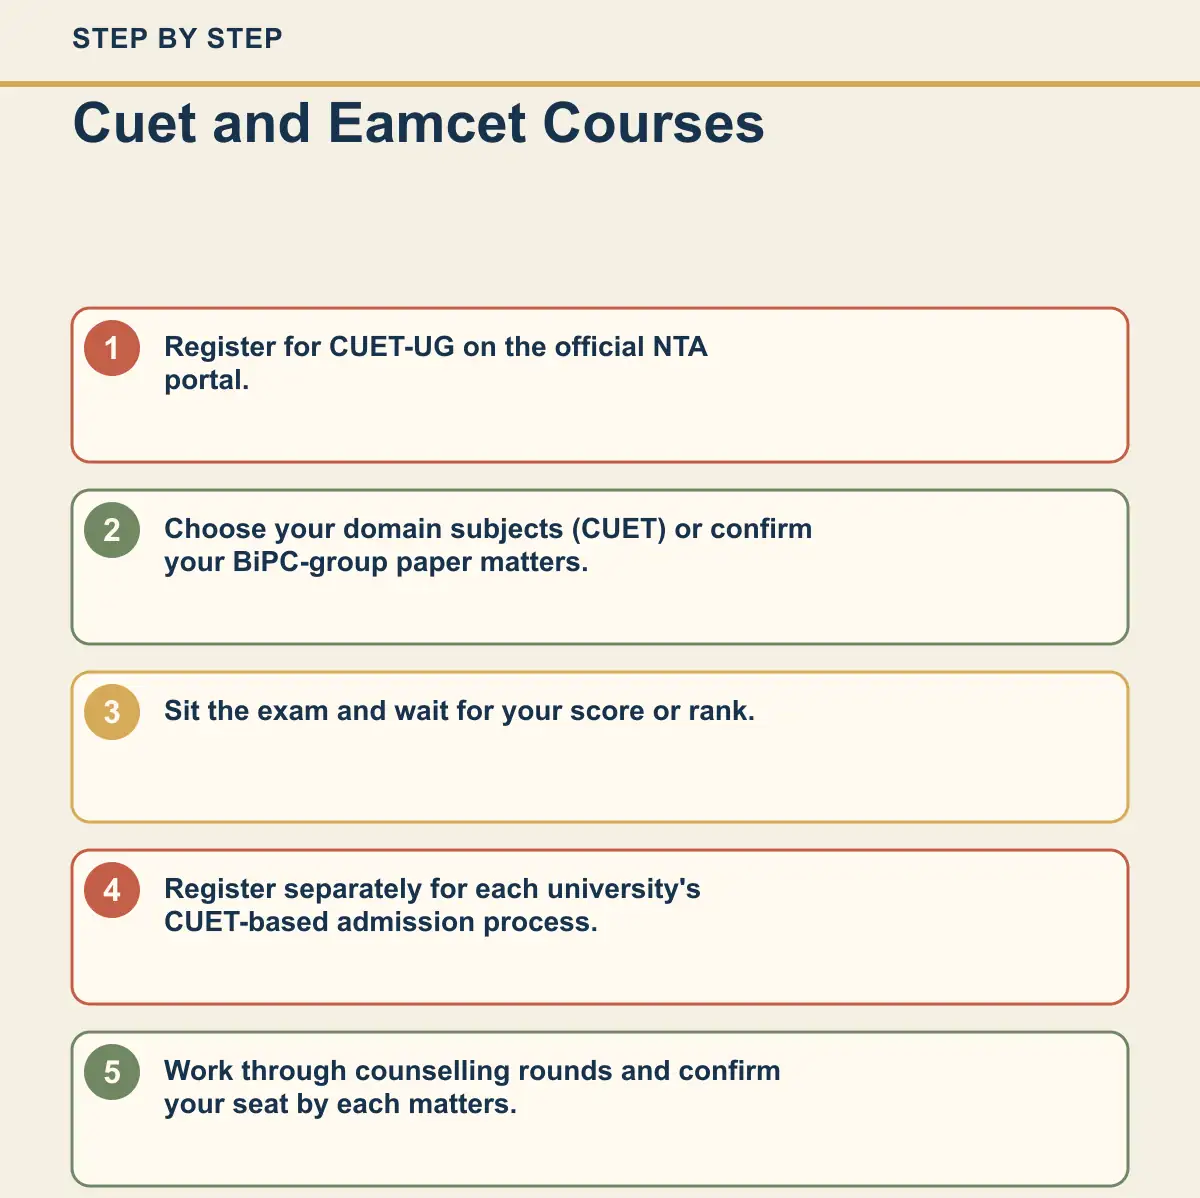 STEP BY STEP
Cuet and Eamcet Courses
1
Register for CUET-UG on the official NTA
portal.
2
Choose your domain subjects (CUET) or confirm
your BiPC-group paper matters.
3
Sit the exam and wait for your score or rank.
4
Register separately for each university's
CUET-based admission process.
5
Work through counselling rounds and confirm
your seat by each matters.